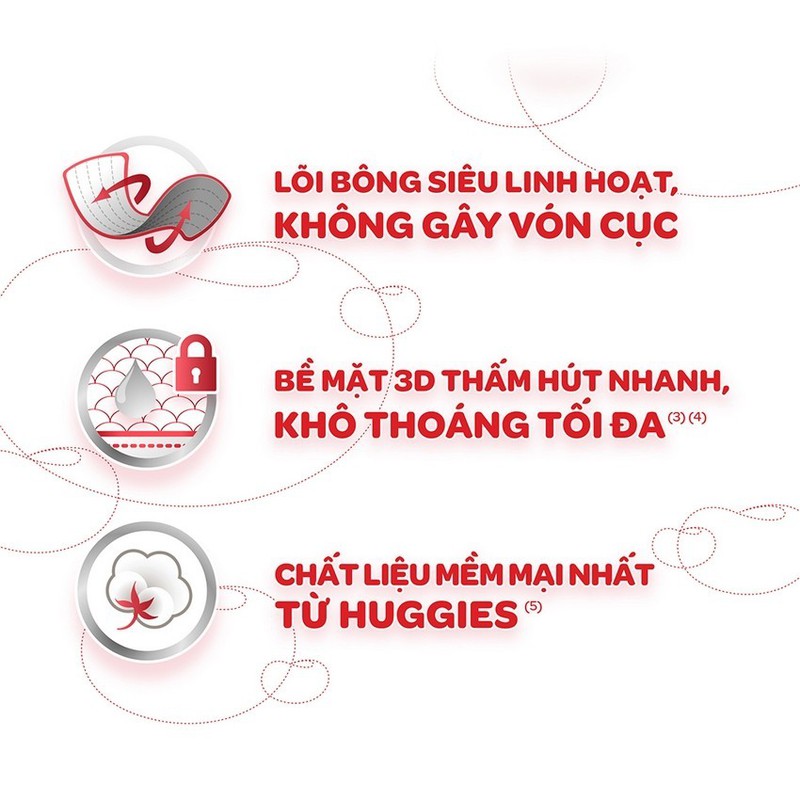 LÕI BÔNG SIÊU LINH HOẠT,
KHÔNG GÂY VÓN CỤC
BỀ MẶT 3D THẤM HÚT NHANH,
KHÔ THOÁNG TỐI ĐA (3) (4)
CHẤT LIỆU MỀM MẠI NHẤT
TỪ HUGGIES (5)